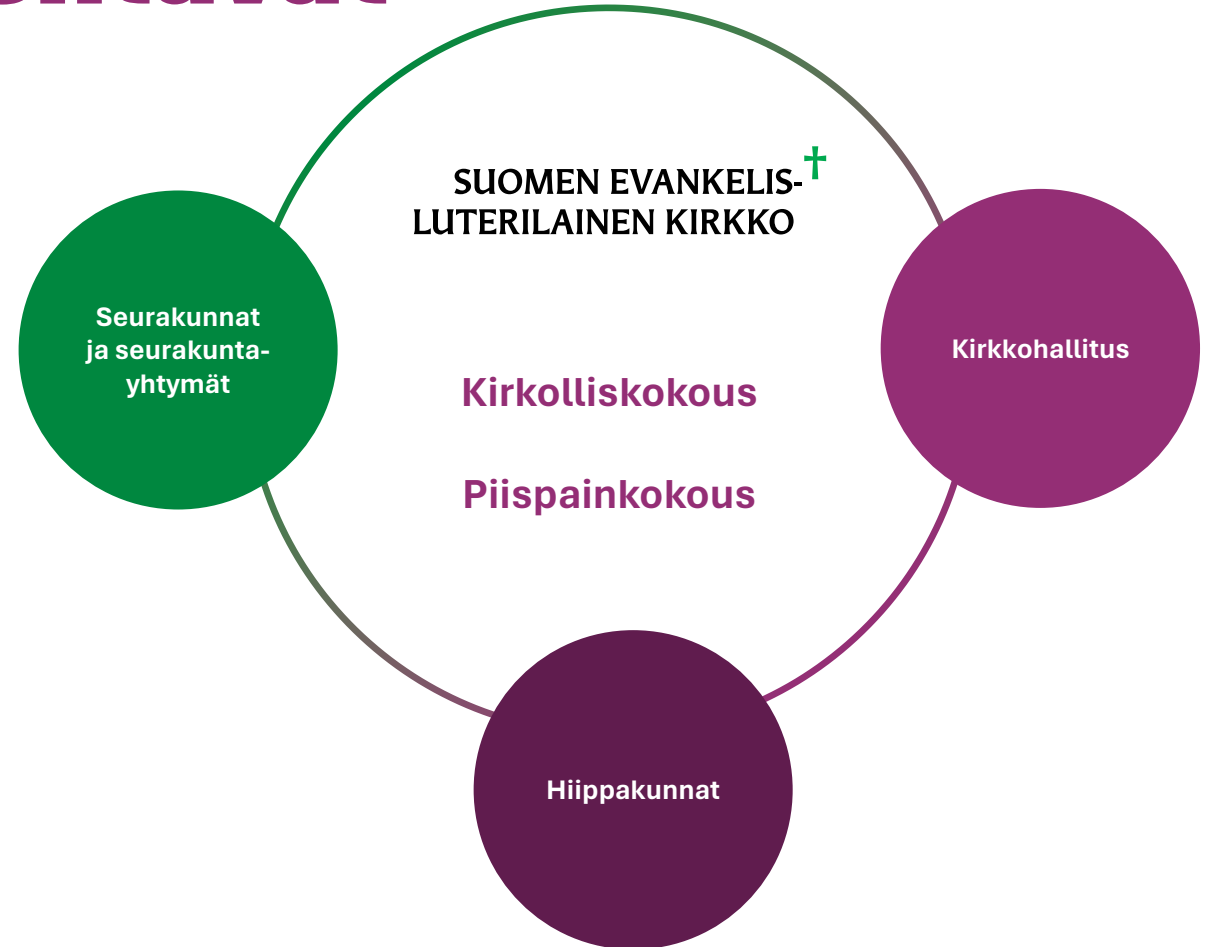 SUOMEN EVANKELIS-
LUTERILAINEN KIRKKO
Seurakunnat
ja seurakunta-
yhtymät
Kirkkohallitus
Kirkolliskokous
Piispainkokous
Hiippakunnat